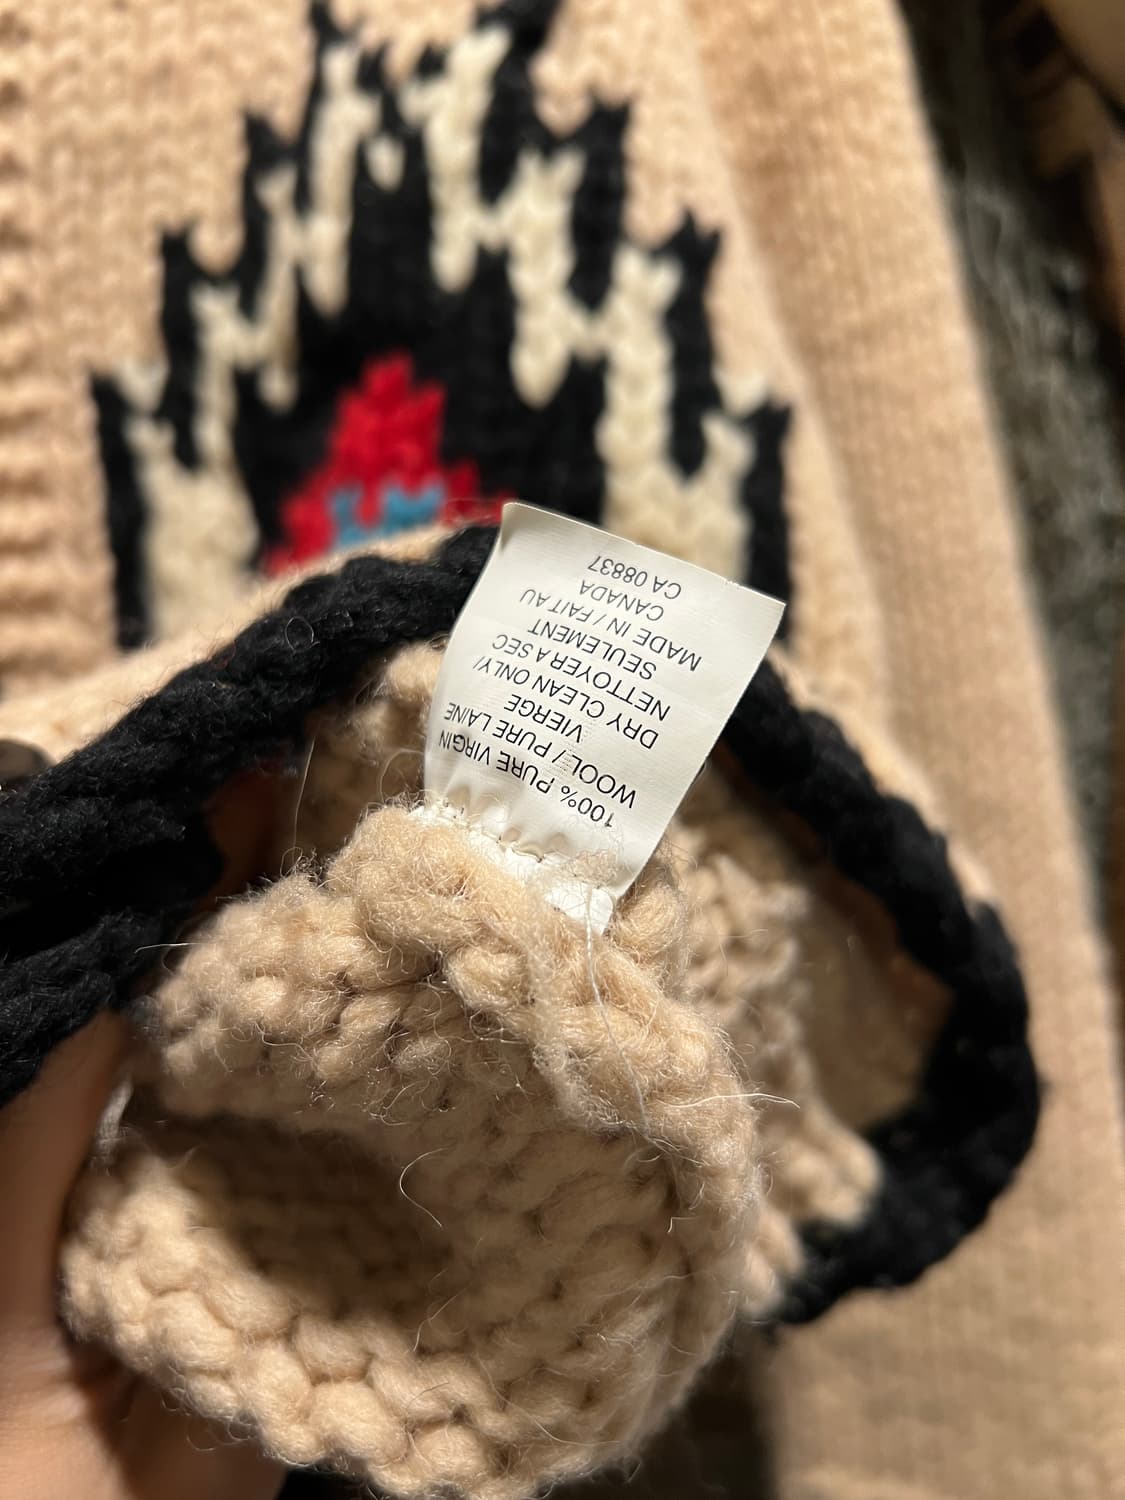 100% PURE VIRGIN
WOOL / PURE LAINE
VIERGE
DRY CLEAN ONLY/
NETTOYER A SEC
SEULEMENT
MADE IN / FAIT AU
CANADA
CA 08837